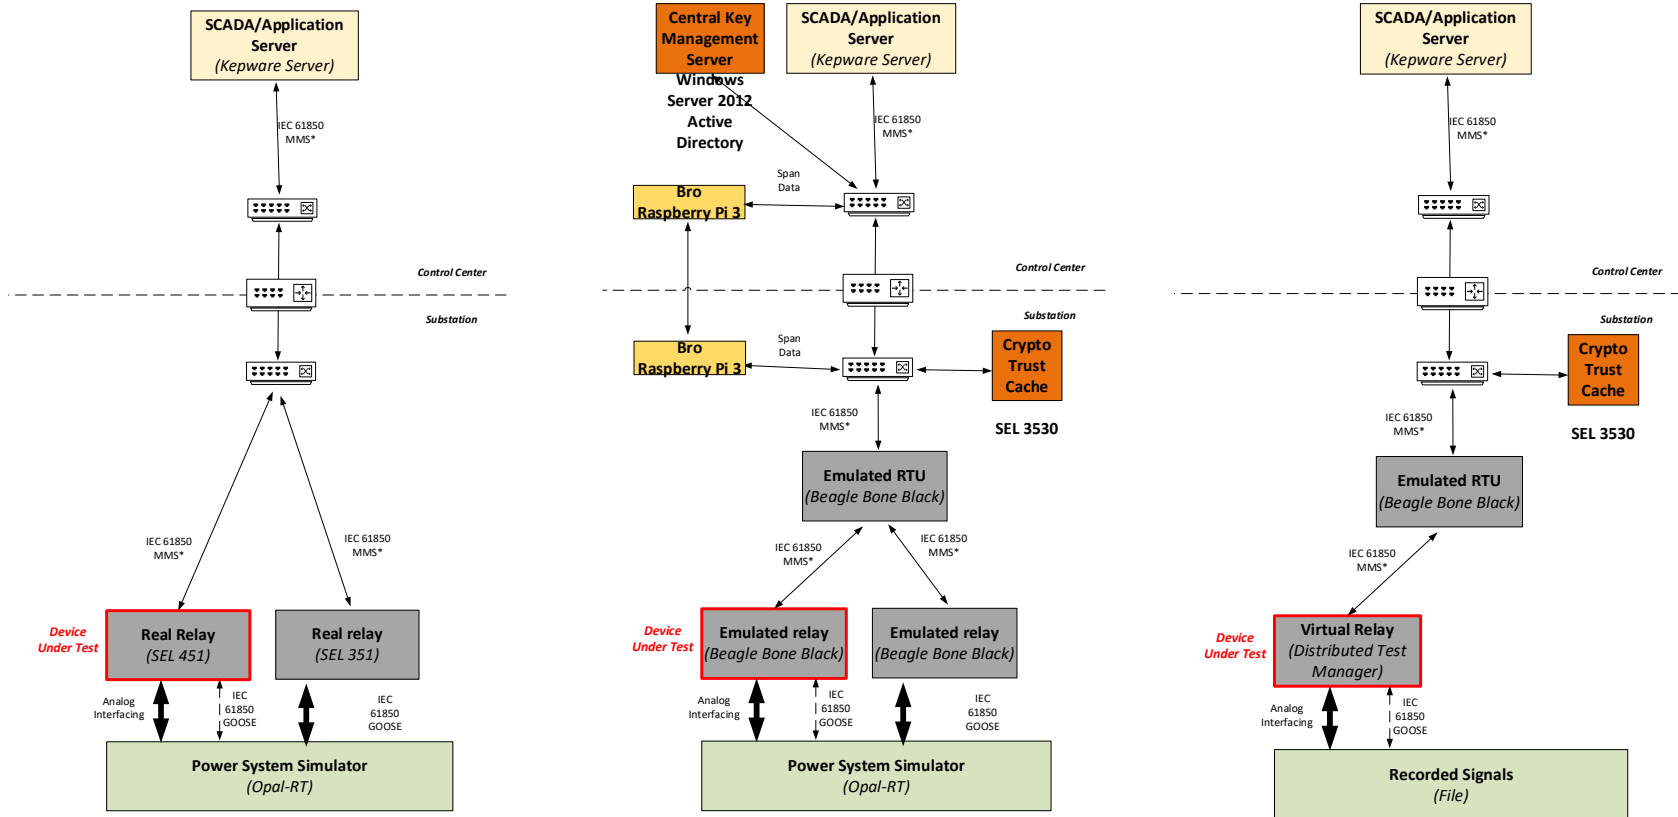 SCADA/Application
Server
(Kepware Server)
IEC 61850
MMS*
Control Center
Substation
IEC 61850
MMS*
IEC 61850
MMS*
Device
Under Test
Real Relay
(SEL 451)
Real relay
(SEL 351)
Analog
Interfacing
IEC
61850
GOOSE
IEC
61850
GOOSE
Power System Simulator
(Opal-RT)
Central Key
Management
Server
Windows
Server 2012
Active
Directory
SCADA/Application
Server
(Kepware Server)
IEC 61850
MMS*
Span
Data
Bro
Raspberry Pi 3
Control Center
Substation
Bro
Raspberry Pi 3
Span
Data
Crypto
Trust
Cache
SEL 3530
IEC 61850
MMS*
Emulated RTU
(Beagle Bone Black)
IEC 61850
MMS*
IEC 61850
MMS*
Device
Under Test
Emulated relay
(Beagle Bone Black)
Emulated relay
(Beagle Bone Black)
Analog
Interfacing
IEC
61850
GOOSE
IEC
61850
GOOSE
Power System Simulator
(Opal-RT)
SCADA/Application
Server
(Kepware Server)
IEC 61850
MMS*
Control Center
Substation
Crypto
Trust
Cache
SEL 3530
IEC 61850
MMS*
Emulated RTU
(Beagle Bone Black)
IEC 61850
MMS*
Device
Under Test
Virtual Relay
(Distributed Test
Manager)
Analog
Interfacing
IEC
61850
GOOSE
Recorded Signals
(File)